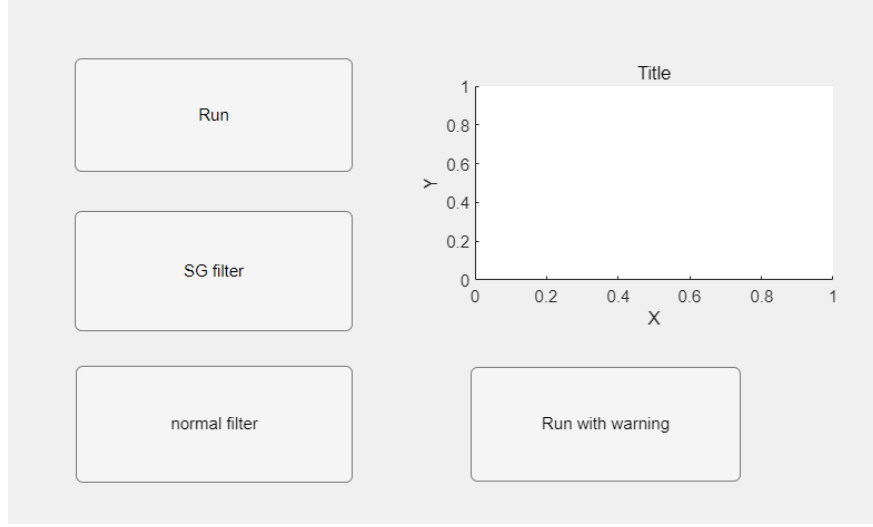 Run
SG filter
normal filter
Title
1
0.8
0.6
0.4
0.2
0
Y
0 0.2 0.4 0.6 0.8 1
X
Run with warning